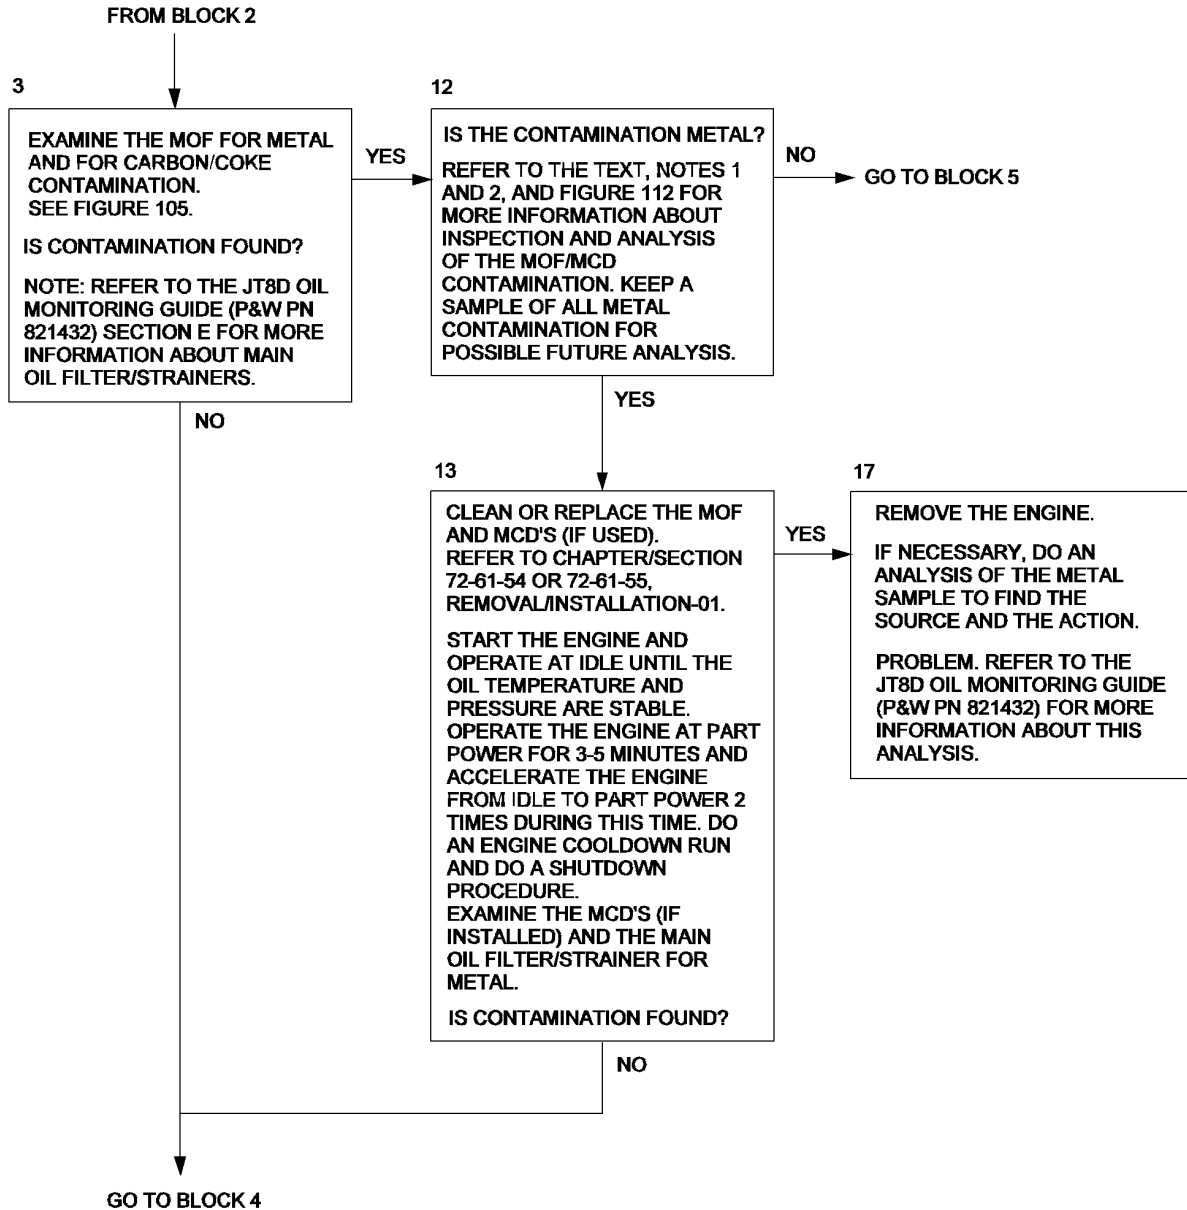 FROM BLOCK 2
3
EXAMINE THE MOF FOR METAL
AND FOR CARBON/COKE
CONTAMINATION.
SEE FIGURE 105.
IS CONTAMINATION FOUND?
NOTE: REFER TO THE JT8D OIL
MONITORING GUIDE (P&W PN
821432) SECTION E FOR MORE
INFORMATION ABOUT MAIN
OIL FILTER/STRAINERS.
YES
NO
12
IS THE CONTAMINATION METAL?
REFER TO THE TEXT, NOTES 1
AND 2, AND FIGURE 112 FOR
MORE INFORMATION ABOUT
INSPECTION AND ANALYSIS
OF THE MOF/MCD
CONTAMINATION. KEEP A
SAMPLE OF ALL METAL
CONTAMINATION FOR
POSSIBLE FUTURE ANALYSIS.
NO
GO TO BLOCK 5
YES
13
CLEAN OR REPLACE THE MOF
AND MCD'S (IF USED).
REFER TO CHAPTER/SECTION
72-61-54 OR 72-61-55,
REMOVAL/INSTALLATION-01.
START THE ENGINE AND
OPERATE AT IDLE UNTIL THE
OIL TEMPERATURE AND
PRESSURE ARE STABLE.
OPERATE THE ENGINE AT PART
POWER FOR 3-5 MINUTES AND
ACCELERATE THE ENGINE
FROM IDLE TO PART POWER 2
TIMES DURING THIS TIME. DO
AN ENGINE COOLDOWN RUN
AND DO A SHUTDOWN
PROCEDURE.
EXAMINE THE MCD'S (IF
INSTALLED) AND THE MAIN
OIL FILTER/STRAINER FOR
METAL.
IS CONTAMINATION FOUND?
YES
NO
17
REMOVE THE ENGINE.
IF NECESSARY, DO AN
ANALYSIS OF THE METAL
SAMPLE TO FIND THE
SOURCE AND THE ACTION.
PROBLEM. REFER TO THE
JT8D OIL MONITORING GUIDE
(P&W PN 821432) FOR MORE
INFORMATION ABOUT THIS
ANALYSIS.
GO TO BLOCK 4